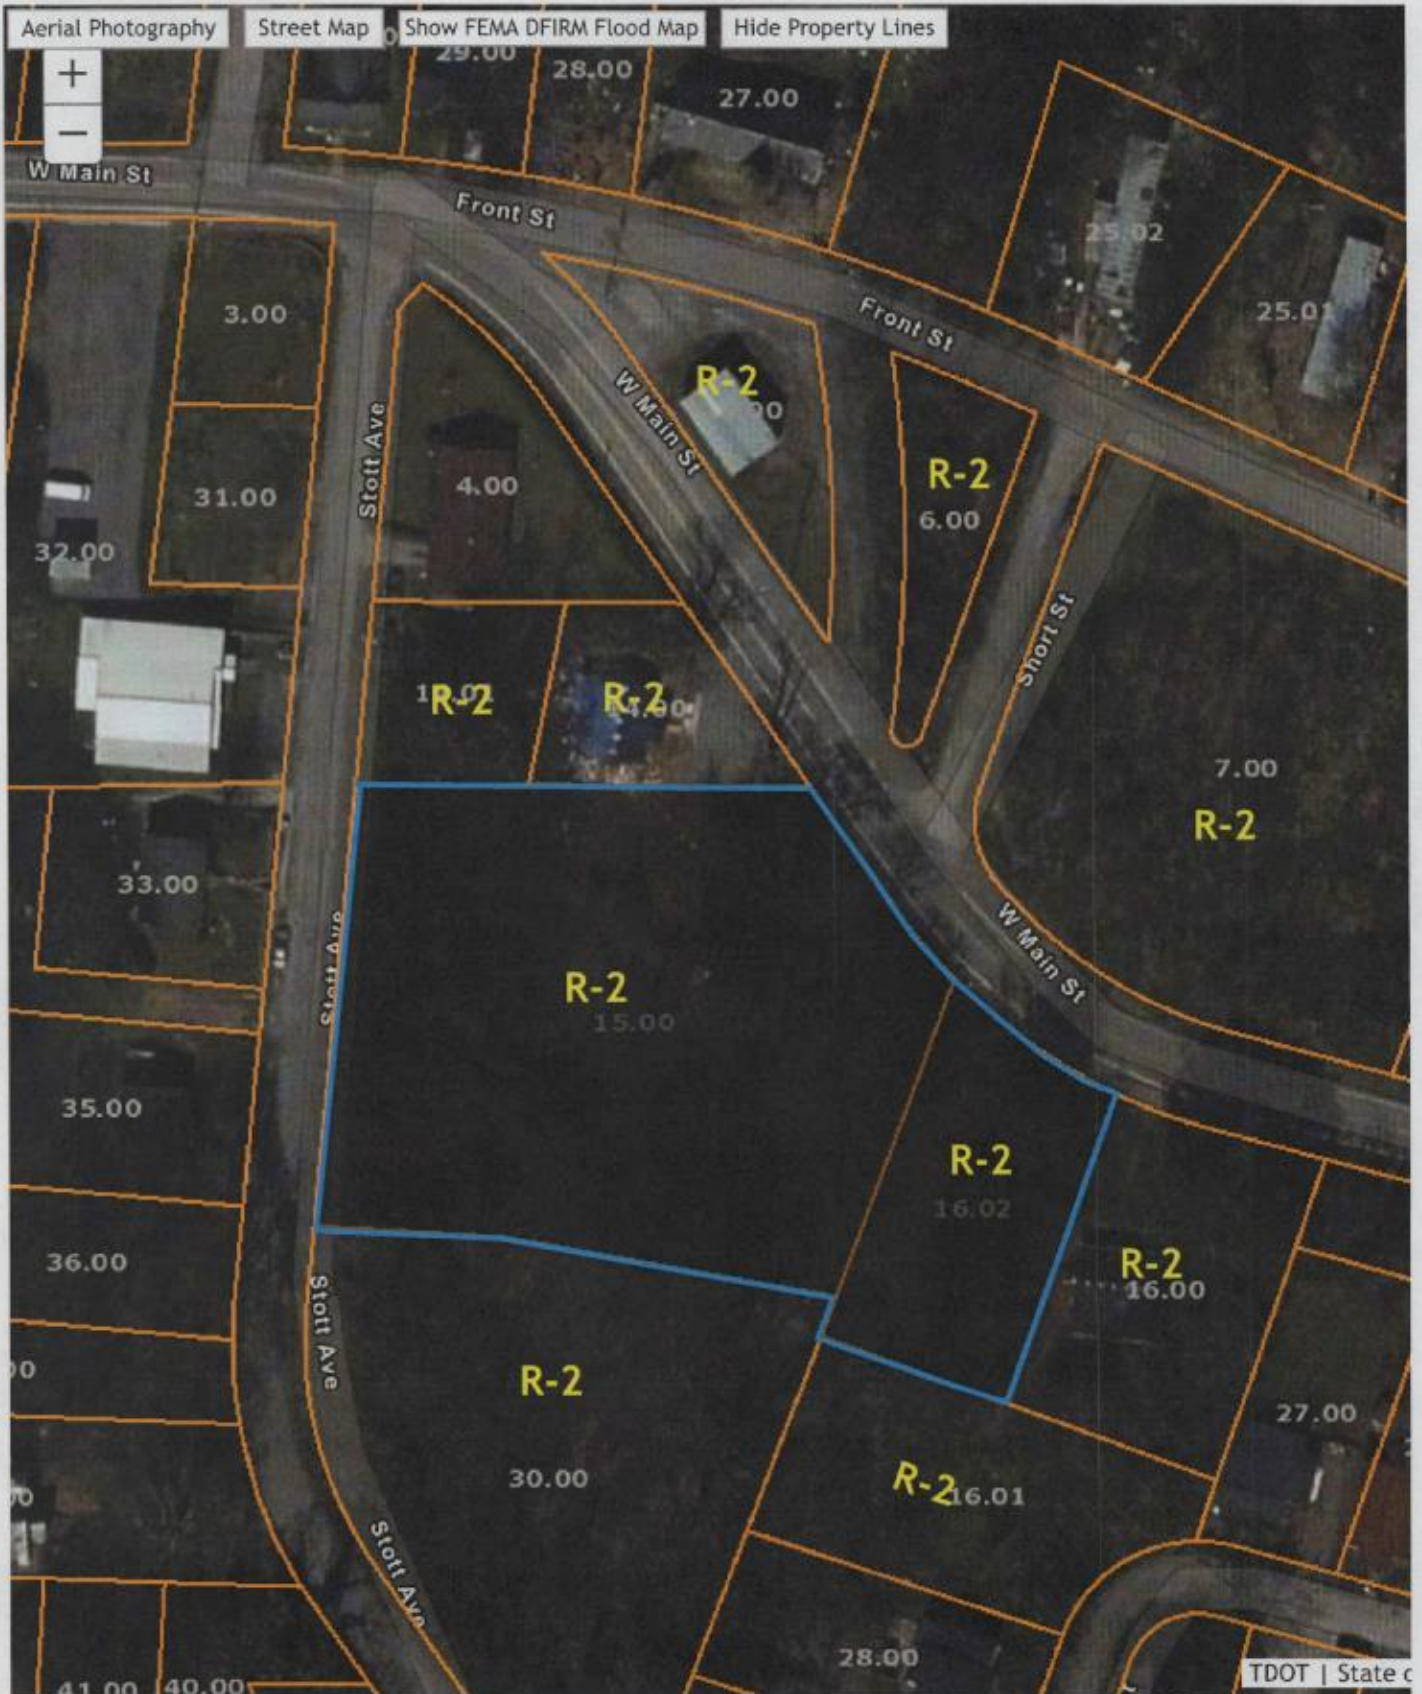 Aerial Photography
Street Map
Show FEMA DFIRM Flood Map
Hide Property Lines
+
−
29.00
28.00
27.00
W Main St
Front St
25.02
25.01
3.00
Front St
R-2
W Main St
Stott Ave
R-2
4.00
31.00
6.00
32.00
Short St
R-2
R-2
7.00
R-2
33.00
Stott Ave
W Main St
R-2
15.00
35.00
R-2
16.02
36.00
R-2
16.00
Stott Ave
R-2
27.00
30.00
R-2
16.01
Stott Ave
28.00
TDOT | State
41.00
40.00